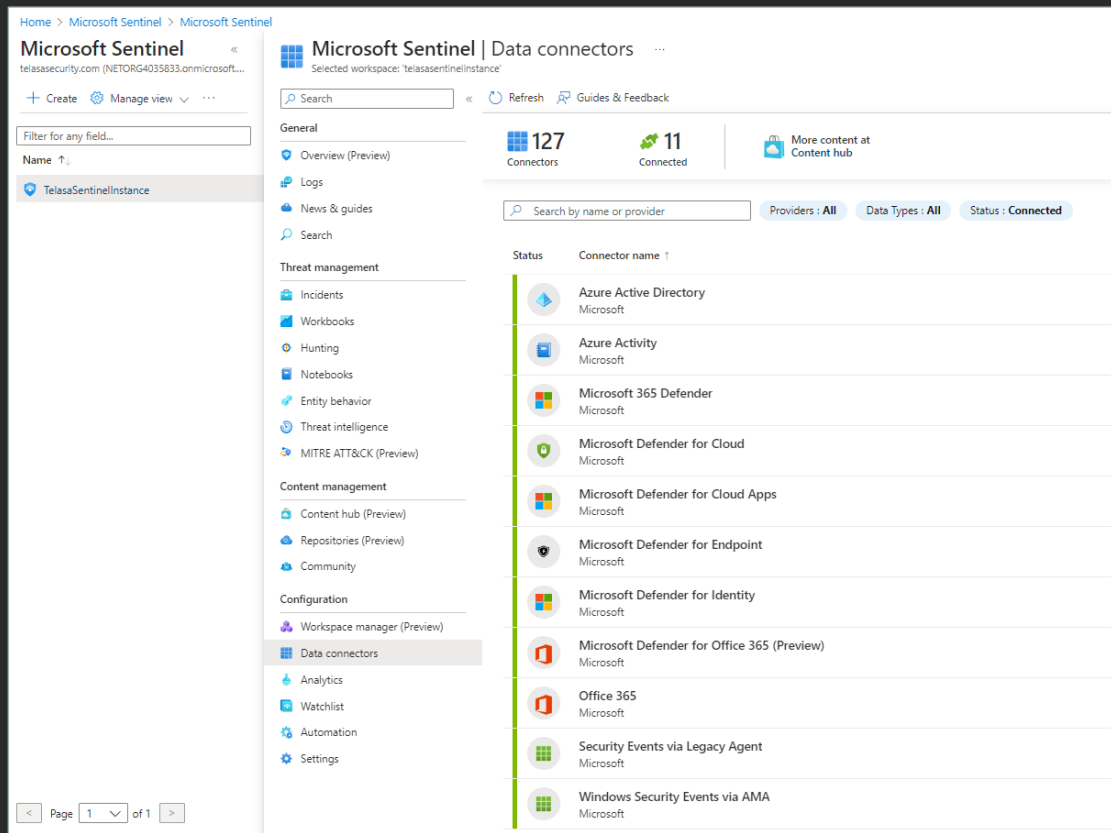 Home > Microsoft Sentinel > Microsoft Sentinel
Microsoft Sentinel «
telasasecurity.com (NETORG4035833.onmicrosoft....
+ Create Manage view ...
Filter for any field...
Name ↑↓
TelasaSentinelInstance
< Page 1 of 1 >
Microsoft Sentinel | Data connectors ...
Selected workspace: 'telasasentinelinstance'
Search «
General
Overview (Preview)
Logs
News & guides
Search
Threat management
Incidents
Workbooks
Hunting
Notebooks
Entity behavior
Threat intelligence
MITRE ATT&CK (Preview)
Content management
Content hub (Preview)
Repositories (Preview)
Community
Configuration
Workspace manager (Preview)
Data connectors
Analytics
Watchlist
Automation
Settings
Refresh Guides & Feedback
127
Connectors
11
Connected
More content at
Content hub
Search by name or provider Providers : All Data Types : All Status : Connected
Status Connector name ↑
Azure Active Directory
Microsoft
Azure Activity
Microsoft
Microsoft 365 Defender
Microsoft
Microsoft Defender for Cloud
Microsoft
Microsoft Defender for Cloud Apps
Microsoft
Microsoft Defender for Endpoint
Microsoft
Microsoft Defender for Identity
Microsoft
Microsoft Defender for Office 365 (Preview)
Microsoft
Office 365
Microsoft
Security Events via Legacy Agent
Microsoft
Windows Security Events via AMA
Microsoft